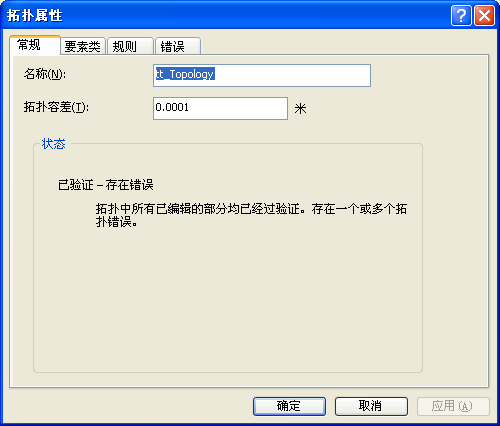 拓扑属性
常规 要素类 规则 错误
名称(N): tt_Topology
拓扑容差(T): 0.0001 米
状态
已验证 - 存在错误
拓扑中所有已编辑的部分均已经过验证。存在一个或多个拓
扑错误。
确定 取消 应用(A)